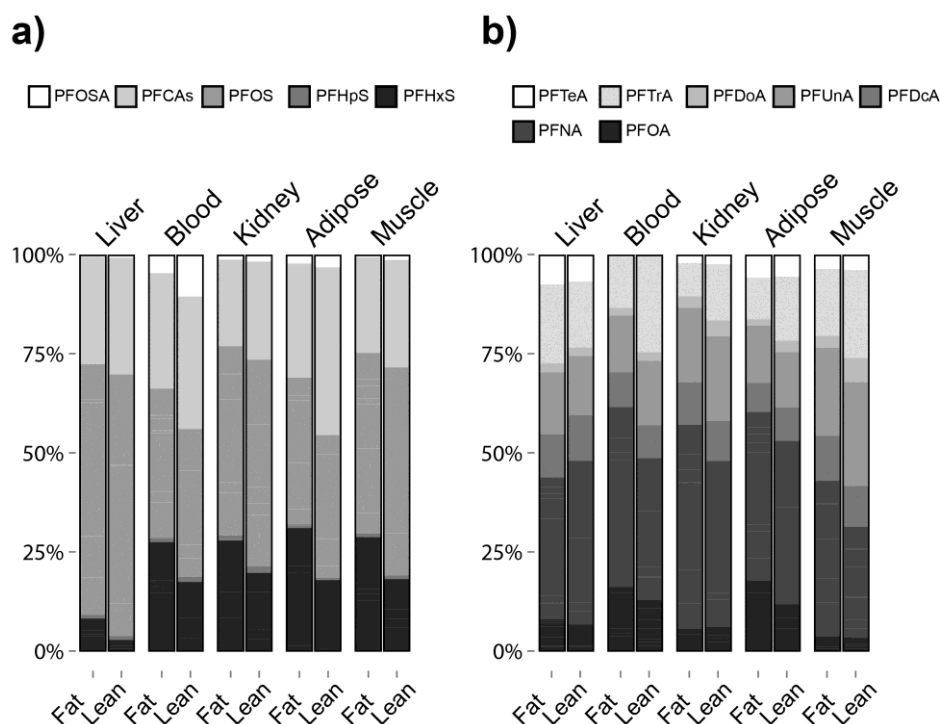 a)
PFOSA PFCAs PFOS PFHpS PFHxS
Liver Blood Kidney Adipose Muscle
100%
75%
50%
25%
0%
Fat Lean Fat Lean Fat Lean Fat Lean Fat Lean
b)
PFTeA PFTrA PFDoA PFUnA PFDcA
PFNA PFOA
Liver Blood Kidney Adipose Muscle
100%
75%
50%
25%
0%
Fat Lean Fat Lean Fat Lean Fat Lean Fat Lean